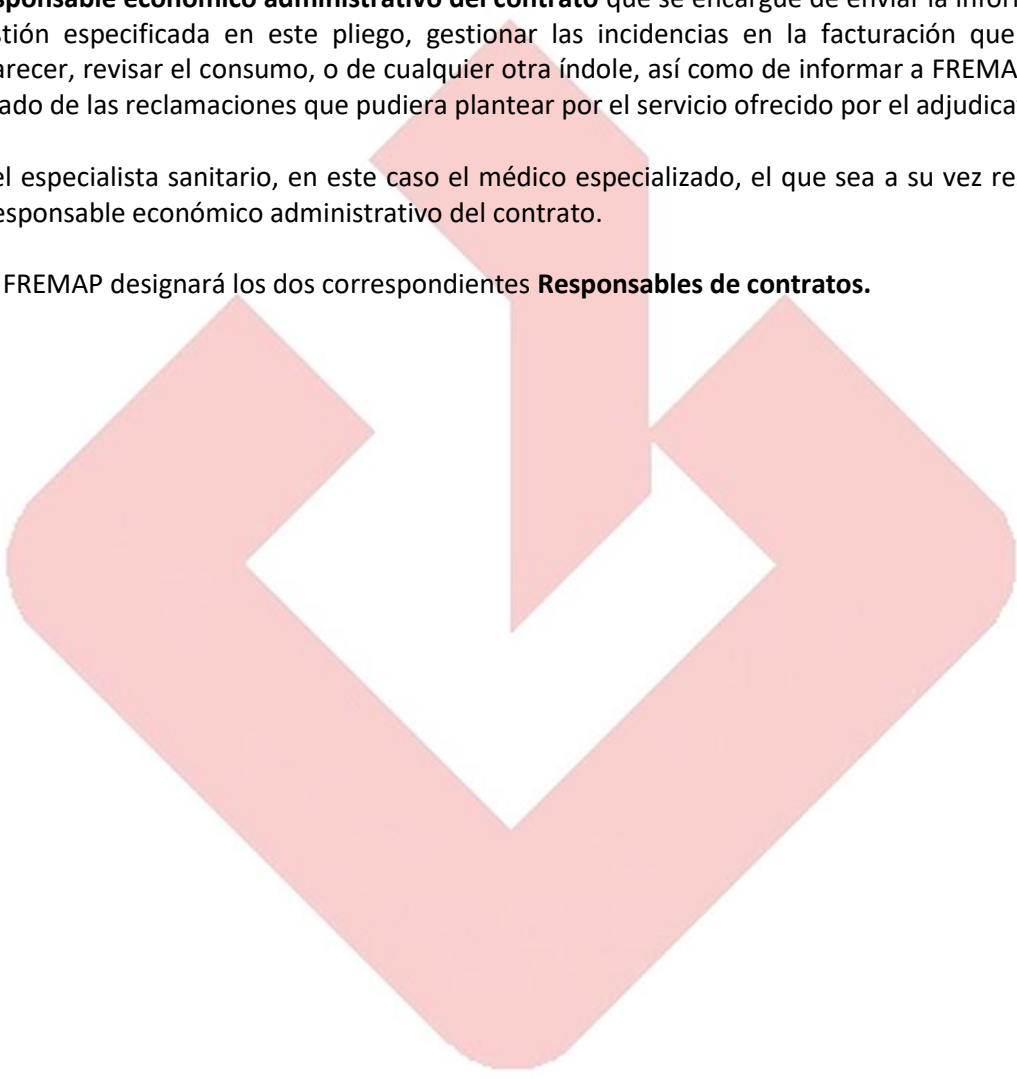 sponsable económico administrativo del contrato que se encargue de enviar la infor
stión especificada en este pliego, gestionar las incidencias en la facturación que
arecer, revisar el consumo, o de cualquier otra índole, así como de informar a FREMA
ado de las reclamaciones que pudiera plantear por el servicio ofrecido por el adjudica
el especialista sanitario, en este caso el médico especializado, el que sea a su vez re
esponsable económico administrativo del contrato.
FREMAP designará los dos correspondientes Responsables de contratos.